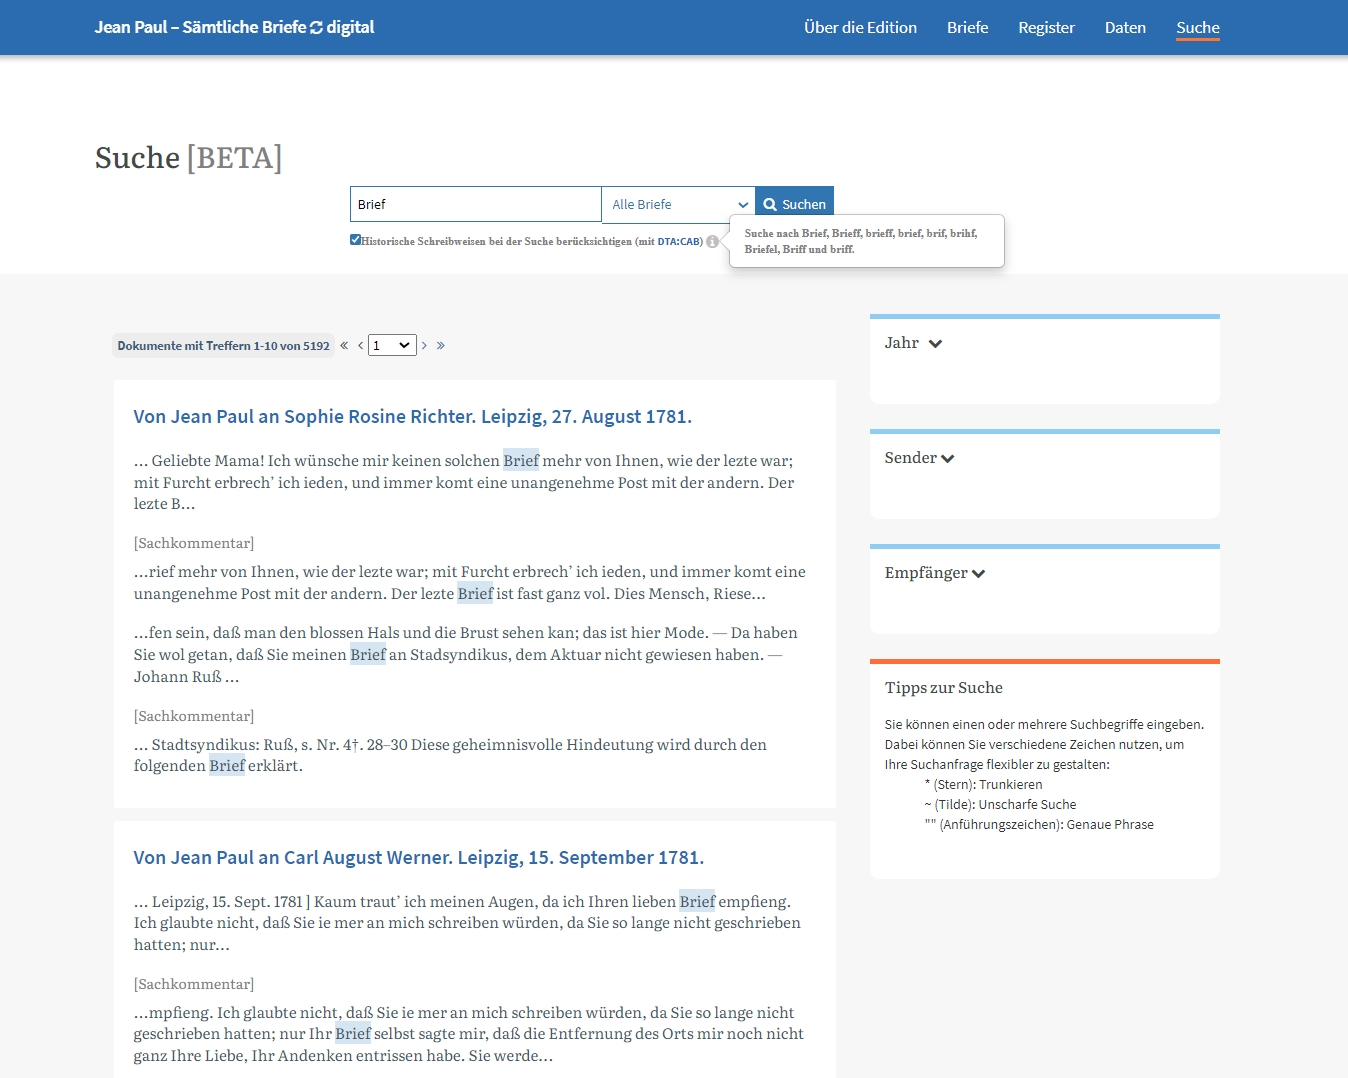 Jean Paul – Sämtliche Briefe digital
Über die Edition
Briefe
Register
Daten
Suche
Suche [BETA]
Brief
Alle Briefe
Suchen
Historische Schreibweisen bei der Suche berücksichtigen (mit DTA:CAB)
Suche nach Brief, Brieff, brieff, brief, brif, brihf,
Briefel, Briff und briff.
Dokumente mit Treffern 1-10 von 5192 « ‹ 1 › »
Von Jean Paul an Sophie Rosine Richter. Leipzig, 27. August 1781.
... Geliebte Mama! Ich wünsche mir keinen solchen Brief mehr von Ihnen, wie der lezte war;
mit Furcht erbrech’ ich ieden, und immer komt eine unangenehme Post mit der andern. Der
lezte B...
[Sachkommentar]
...rief mehr von Ihnen, wie der lezte war; mit Furcht erbrech’ ich ieden, und immer komt eine
unangenehme Post mit der andern. Der lezte Brief ist fast ganz vol. Dies Mensch, Riese...
...fen sein, daß man den blossen Hals und die Brust sehen kan; das ist hier Mode. — Da haben
Sie wol getan, daß Sie meinen Brief an Stadsyndikus, dem Aktuar nicht gewiesen haben. —
Johann Ruß ...
[Sachkommentar]
... Stadtsyndikus: Ruß, s. Nr. 4†. 28–30 Diese geheimnisvolle Hindeutung wird durch den
folgenden Brief erklärt.
Von Jean Paul an Carl August Werner. Leipzig, 15. September 1781.
... Leipzig, 15. Sept. 1781 ] Kaum traut’ ich meinen Augen, da ich Ihren lieben Brief empfieng.
Ich glaubte nicht, daß Sie ie mer an mich schreiben würden, da Sie so lange nicht geschrieben
hatten; nur...
[Sachkommentar]
...mpfieng. Ich glaubte nicht, daß Sie ie mer an mich schreiben würden, da Sie so lange nicht
geschrieben hatten; nur Ihr Brief selbst sagte mir, daß die Entfernung des Orts mir noch nicht
ganz Ihre Liebe, Ihr Andenken entrissen habe. Sie werde...
Jahr
Sender
Empfänger
Tipps zur Suche
Sie können einen oder mehrere Suchbegriffe eingeben.
Dabei können Sie verschiedene Zeichen nutzen, um
Ihre Suchanfrage flexibler zu gestalten:
* (Stern): Trunkieren
~ (Tilde): Unscharfe Suche
"" (Anführungszeichen): Genaue Phrase